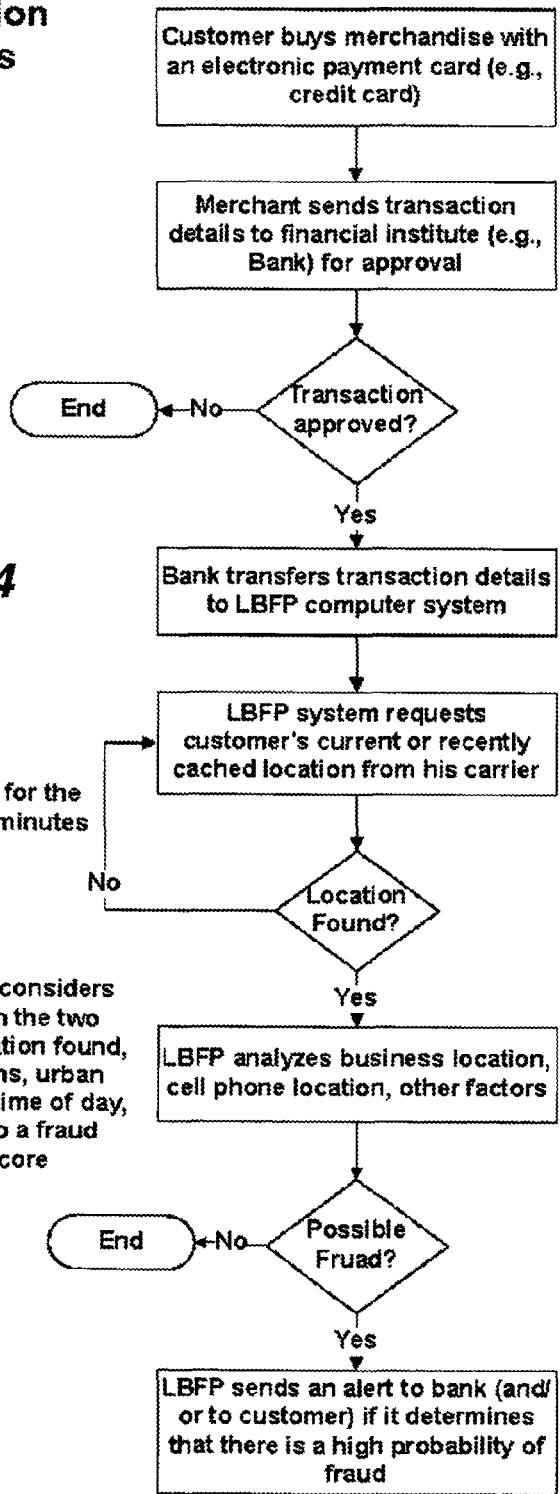 ion
s
Customer buys merchandise with
an electronic payment card (e.g.,
credit card)
Merchant sends transaction
details to financial institute (e.g.,
Bank) for approval
Transaction
approved?
No
End
Yes
4
Bank transfers transaction details
to LBFP computer system
LBFP system requests
customer's current or recently
cached location from his carrier
for the
minutes
No
Location
Found?
Yes
considers
n the two
tion found,
ns, urban
ime of day,
o a fraud
core
LBFP analyzes business location,
cell phone location, other factors
Possible
Fruad?
No
End
Yes
LBFP sends an alert to bank (and/
or to customer) if it determines
that there is a high probability of
fraud